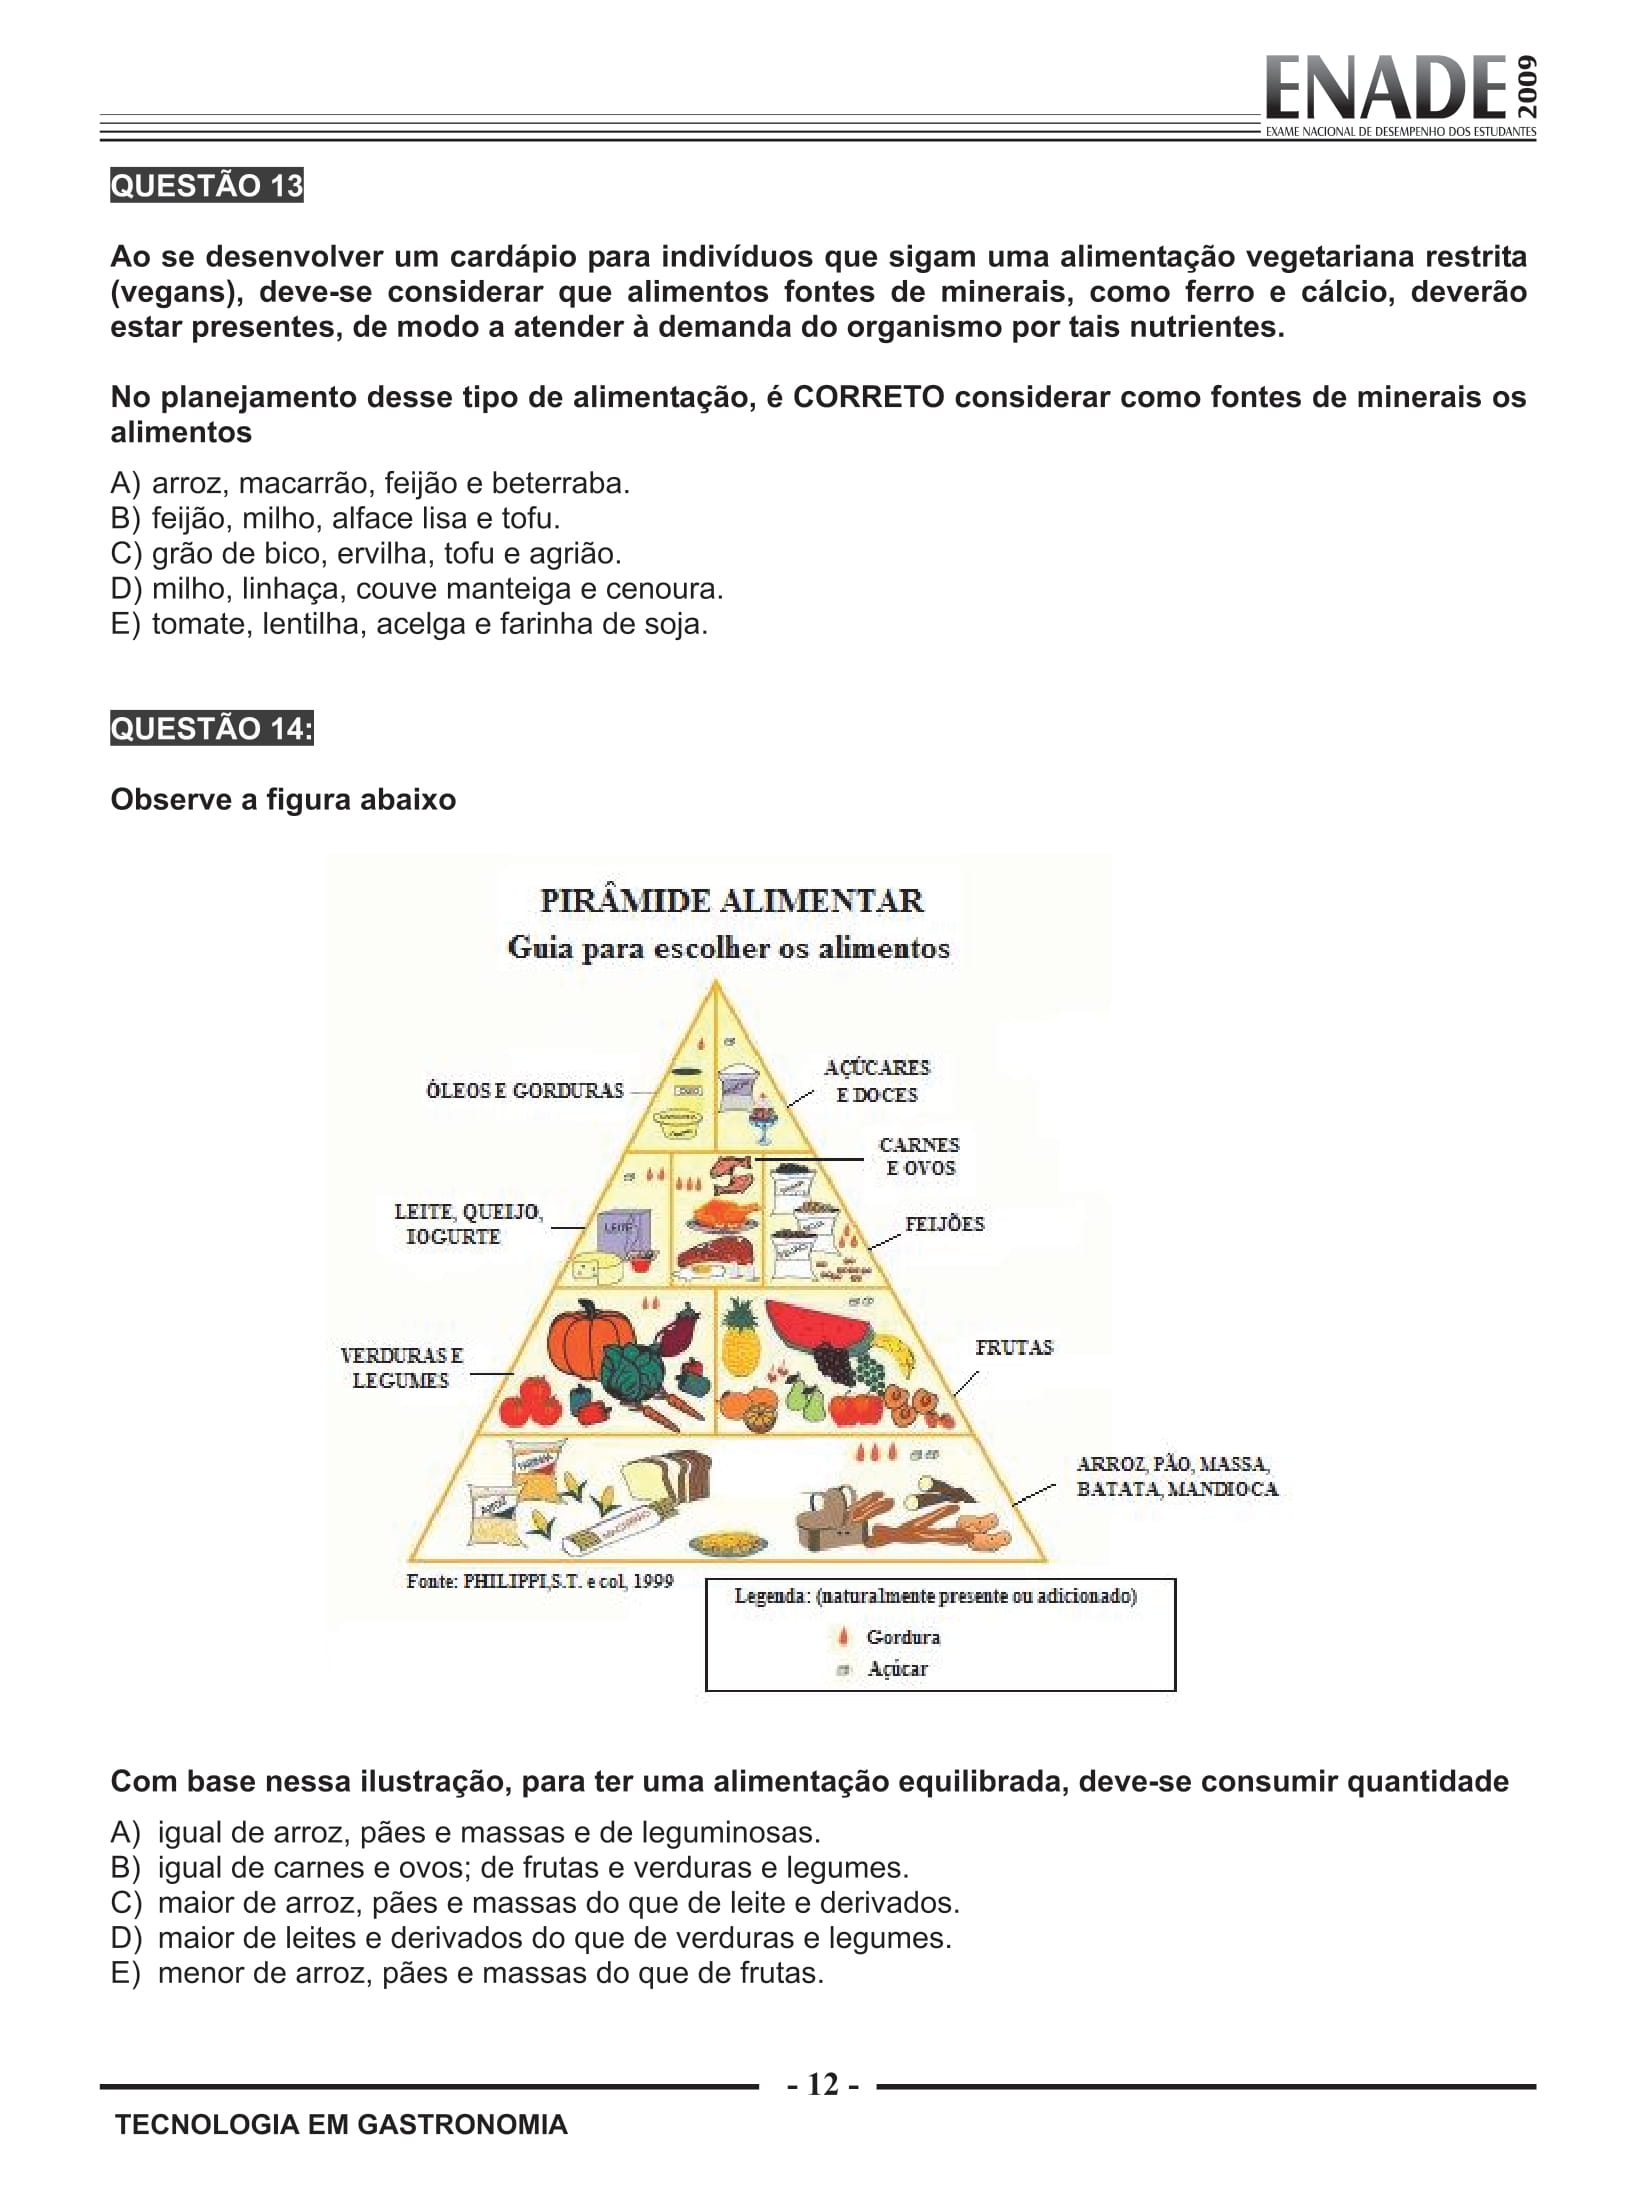 ENADE 2009
EXAME NACIONAL DE DESEMPENHO DOS ESTUDANTES
QUESTÃO 13
Ao se desenvolver um cardápio para indivíduos que sigam uma alimentação vegetariana restrita
(vegans), deve-se considerar que alimentos fontes de minerais, como ferro e cálcio, deverão
estar presentes, de modo a atender à demanda do organismo por tais nutrientes.
No planejamento desse tipo de alimentação, é CORRETO considerar como fontes de minerais os
alimentos
A) arroz, macarrão, feijão e beterraba.
B) feijão, milho, alface lisa e tofu.
C) grão de bico, ervilha, tofu e agrião.
D) milho, linhaça, couve manteiga e cenoura.
E) tomate, lentilha, acelga e farinha de soja.
QUESTÃO 14:
Observe a figura abaixo
PIRÂMIDE ALIMENTAR
Guia para escolher os alimentos
ÓLEOS E GORDURAS
AÇÚCARES
E DOCES
CARNES
E OVOS
LEITE, QUEIJO,
IOGURTE
LEITE
FEIJÕES
VERDURAS E
LEGUMES
FRUTAS
FARINHA
ARROZ
MACARRÃO
ARROZ, PÃO, MASSA,
BATATA, MANDIOCA
Fonte: PHILIPPI,S.T. e col, 1999
Legenda: (naturalmente presente ou adicionado)
Gordura
Açúcar
Com base nessa ilustração, para ter uma alimentação equilibrada, deve-se consumir quantidade
A) igual de arroz, pães e massas e de leguminosas.
B) igual de carnes e ovos; de frutas e verduras e legumes.
C) maior de arroz, pães e massas do que de leite e derivados.
D) maior de leites e derivados do que de verduras e legumes.
E) menor de arroz, pães e massas do que de frutas.
- 12 -
TECNOLOGIA EM GASTRONOMIA